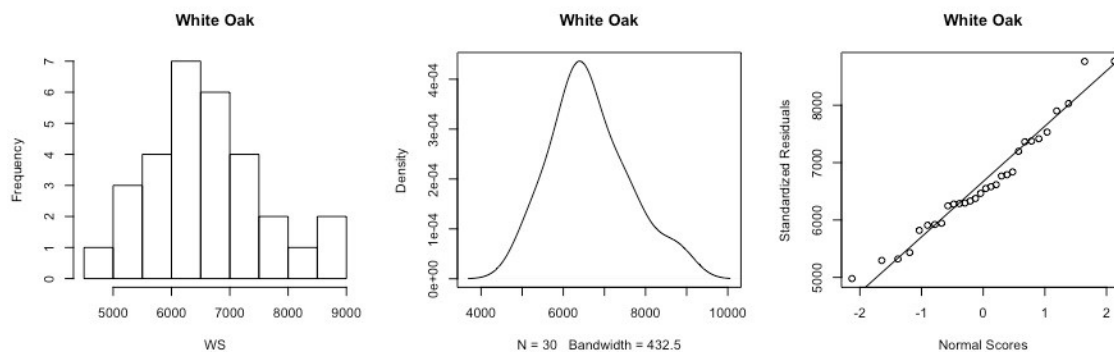 White Oak
Frequency
0 1 2 3 4 5 6 7
5000 6000 7000 8000 9000
WS
White Oak
Density
0e+00 1e-04 2e-04 3e-04 4e-04
4000 6000 8000 10000
N = 30 Bandwidth = 432.5
White Oak
Standardized Residuals
5000 6000 7000 8000
-2 -1 0 1 2
Normal Scores